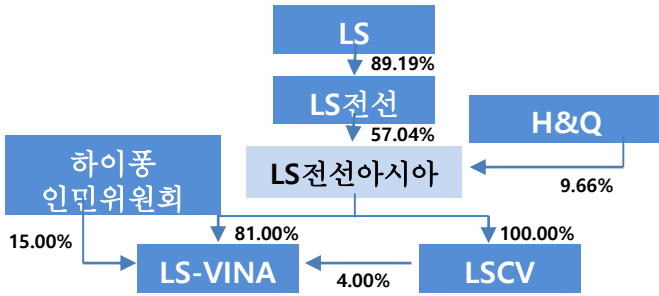 LS
89.19%
LS전선
57.04%
H&Q
하이퐁
인민위원회
LS전선아시아
9.66%
15.00%
81.00%
100.00%
LS-VINA
4.00%
LSCV